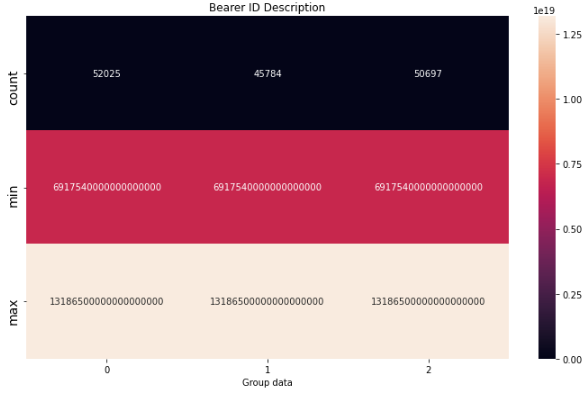 Bearer ID Description
1e19
count
52025 45784 50697
1.25
1.00
min
6917540000000000000 6917540000000000000 6917540000000000000
0.75
0.50
max
13186500000000000000 13186500000000000000 13186500000000000000
0.25
0.00
0 1 2
Group data